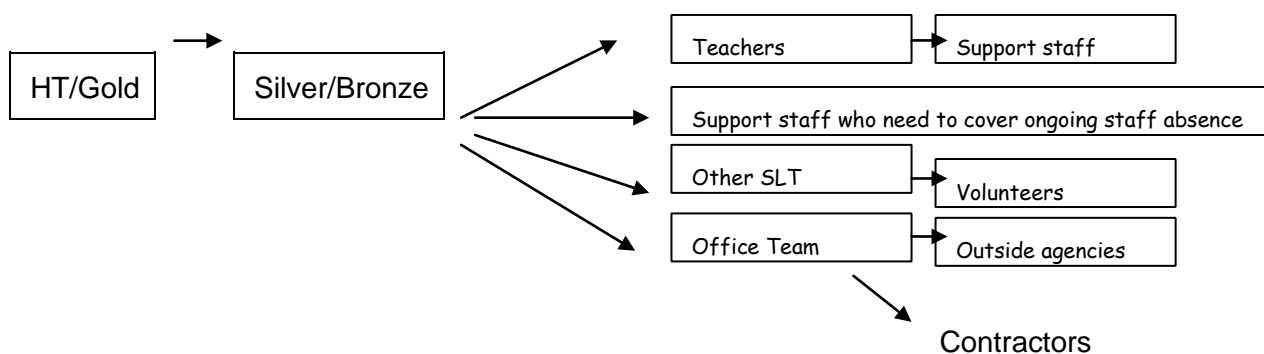 HT/Gold
Silver/Bronze
Teachers
Support staff
Support staff who need to cover ongoing staff absence
Other SLT
Volunteers
Office Team
Outside agencies
Contractors